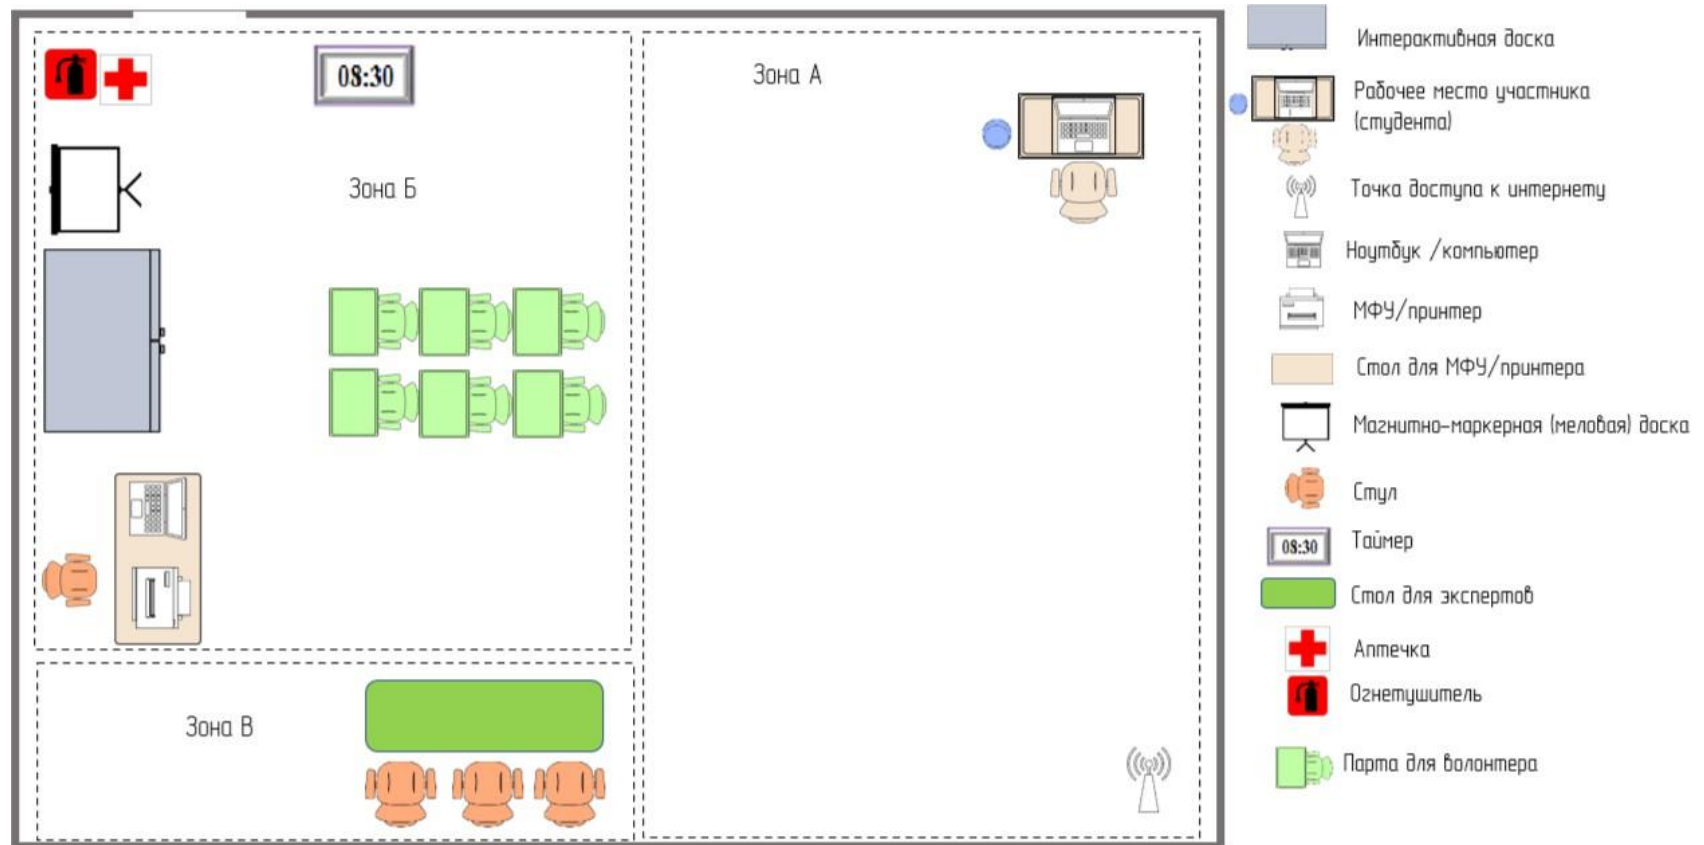 08:30
Зона А
Зона Б
Зона В
Интерактивная доска
Рабочее место участника
(студента)
Точка доступа к интернету
Ноутбук /компьютер
МФУ/принтер
Стол для МФУ/принтера
Магнитно-маркерная (меловая) доска
Стул
08:30
Таймер
Стол для экспертов
Аптечка
Огнетушитель
Парта для волонтера